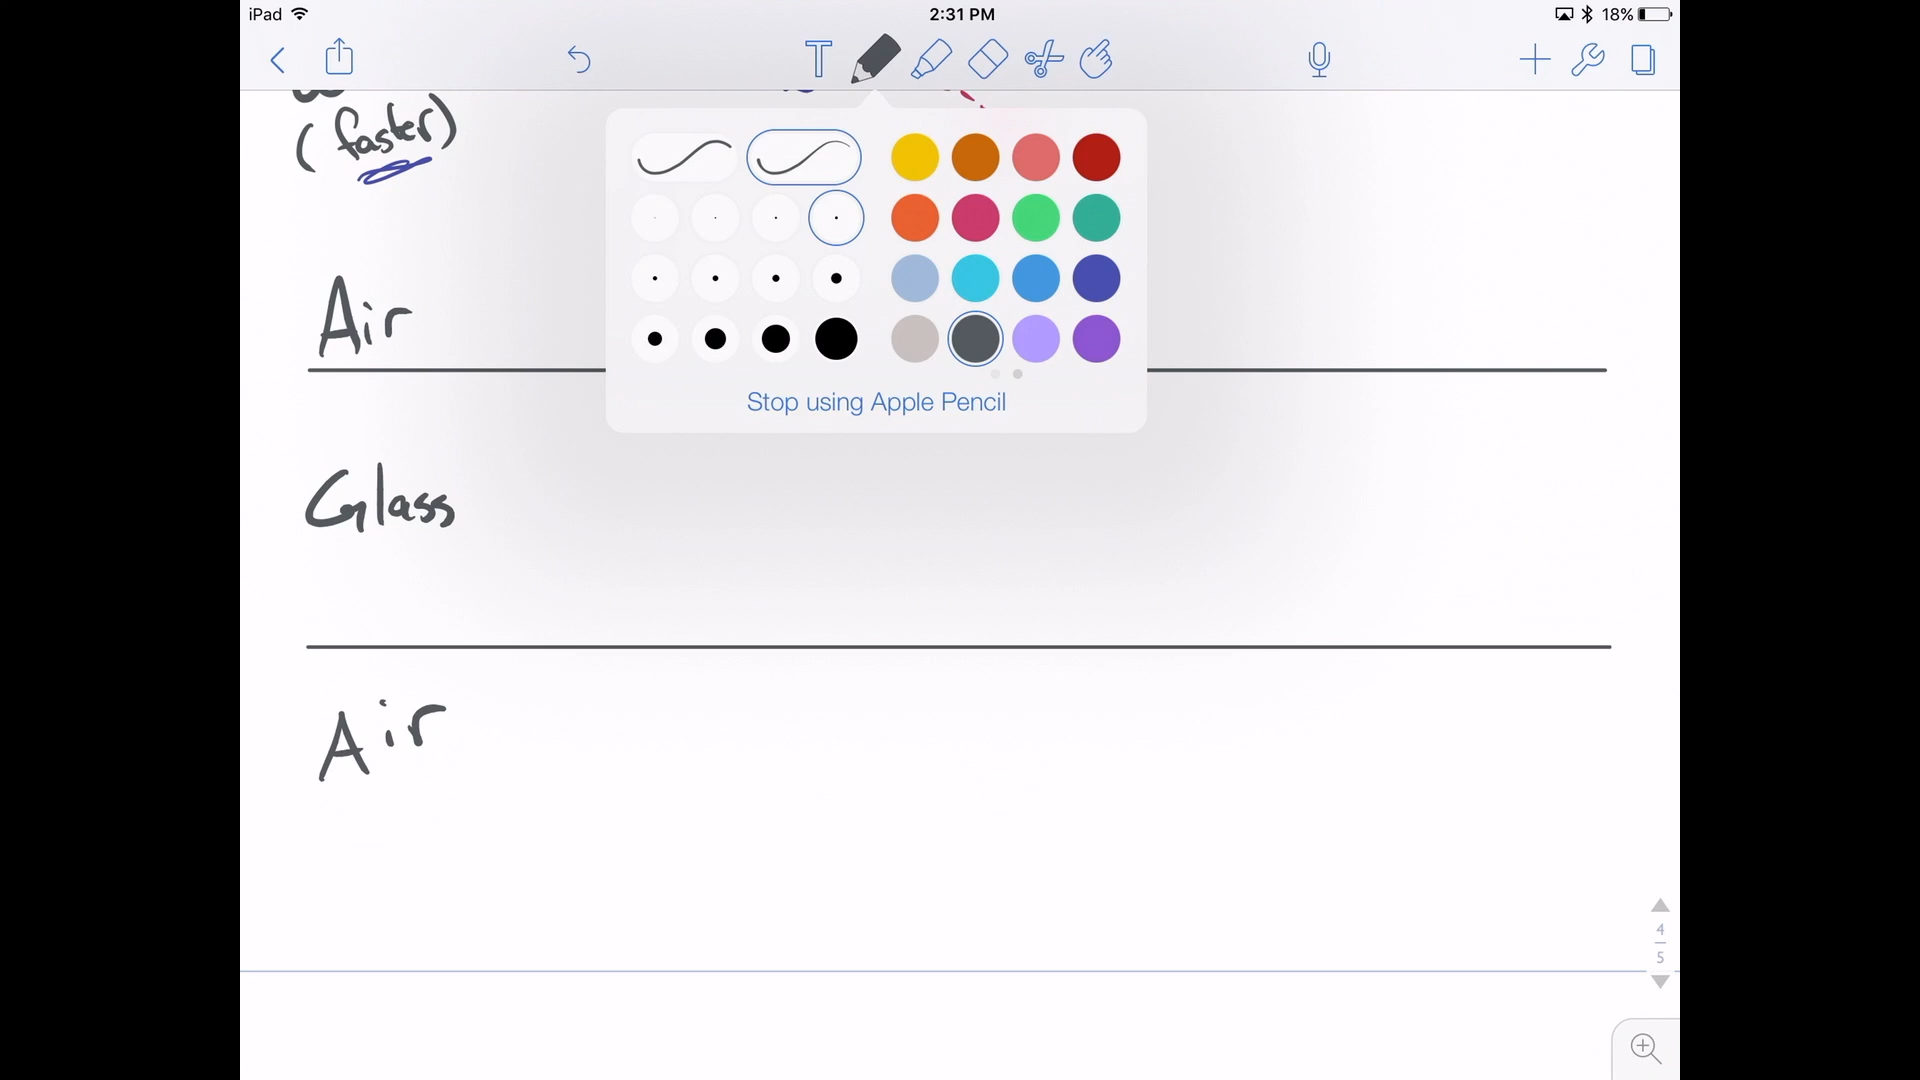 iPad 2:31 PM 18%
T
(faster)
Air
Stop using Apple Pencil
Glass
Air
4
5